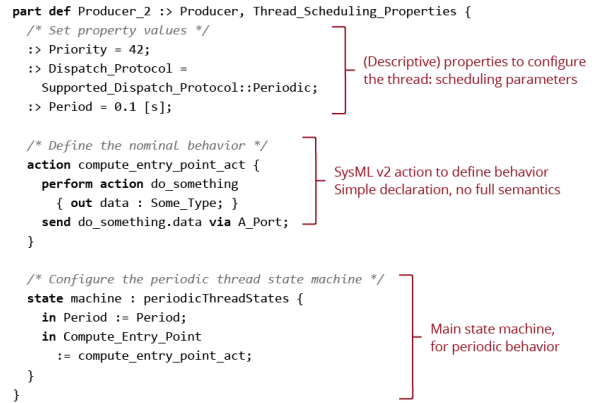 part def Producer_2 :> Producer, Thread_Scheduling_Properties {
/* Set property values */
:> Priority = 42;
:> Dispatch_Protocol =
Supported_Dispatch_Protocol::Periodic;
:> Period = 0.1 [s];
(Descriptive) properties to configure
the thread: scheduling parameters
/* Define the nominal behavior */
action compute_entry_point_act {
perform action do_something
{ out data : Some_Type; }
send do_something.data via A_Port;
}
SysML v2 action to define behavior
Simple declaration, no full semantics
/* Configure the periodic thread state machine */
state machine : periodicThreadStates {
in Period := Period;
in Compute_Entry_Point
:= compute_entry_point_act;
}
}
Main state machine,
for periodic behavior